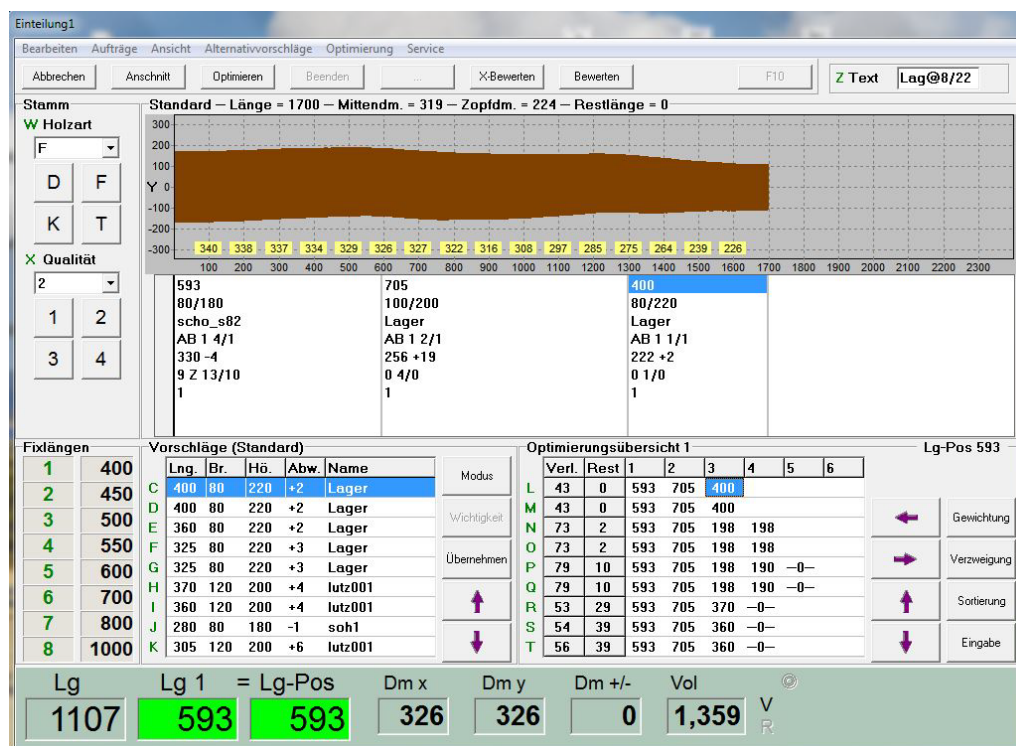 Einteilung1
Bearbeiten Aufträge Ansicht Alternativvorschläge Optimierung Service
Abbrechen Anschnitt Optimieren Beenden ... X-Bewerten Bewerten F10 Z Text Lag@8/22
Stamm
W Holzart
F
D F
K T
X Qualität
2
1 2
3 4
Standard — Länge = 1700 — Mittendm. = 319 — Zopfdm. = 224 — Restlänge = 0
300
200
100
Y 0
-100
-200
-300
340 338 337 334 329 326 327 322 316 308 297 285 275 264 239 226
100 200 300 400 500 600 700 800 900 1000 1100 1200 1300 1400 1500 1600 1700 1800 1900 2000 2100 2200 2300
593 705 400
80/180 100/200 80/220
scho_s82 Lager Lager
AB 1 4/1 AB 1 2/1 AB 1 1/1
330 -4 256 +19 222 +2
9 Z 13/10 0 4/0 0 1/0
1 1 1
Fixlängen
1 400
2 450
3 500
4 550
5 600
6 700
7 800
8 1000
Vorschläge (Standard)
Lng. Br. Hö. Abw. Name
C 400 80 220 +2 Lager
D 400 80 220 +2 Lager
E 360 80 220 +2 Lager
F 325 80 220 +3 Lager
G 325 80 220 +3 Lager
H 370 120 200 +4 lutz001
I 360 120 200 +4 lutz001
J 280 80 180 -1 soh1
K 305 120 200 +6 lutz001
Modus
Wichtigkeit
Übernehmen
Optimierungsübersicht 1 Lg-Pos 593
Verl. Rest 1 2 3 4 5 6
L 43 0 593 705 400
M 43 0 593 705 400
N 73 2 593 705 198 198
O 73 2 593 705 198 198
P 79 10 593 705 198 190 —0—
Q 79 10 593 705 198 190 —0—
R 53 29 593 705 370 —0—
S 54 39 593 705 360 —0—
T 56 39 593 705 360 —0—
Gewichtung
Verzweigung
Sortierung
Eingabe
Lg Lg 1 = Lg-Pos Dm x Dm y Dm +/- Vol
1107 593 593 326 326 0 1,359 V
R